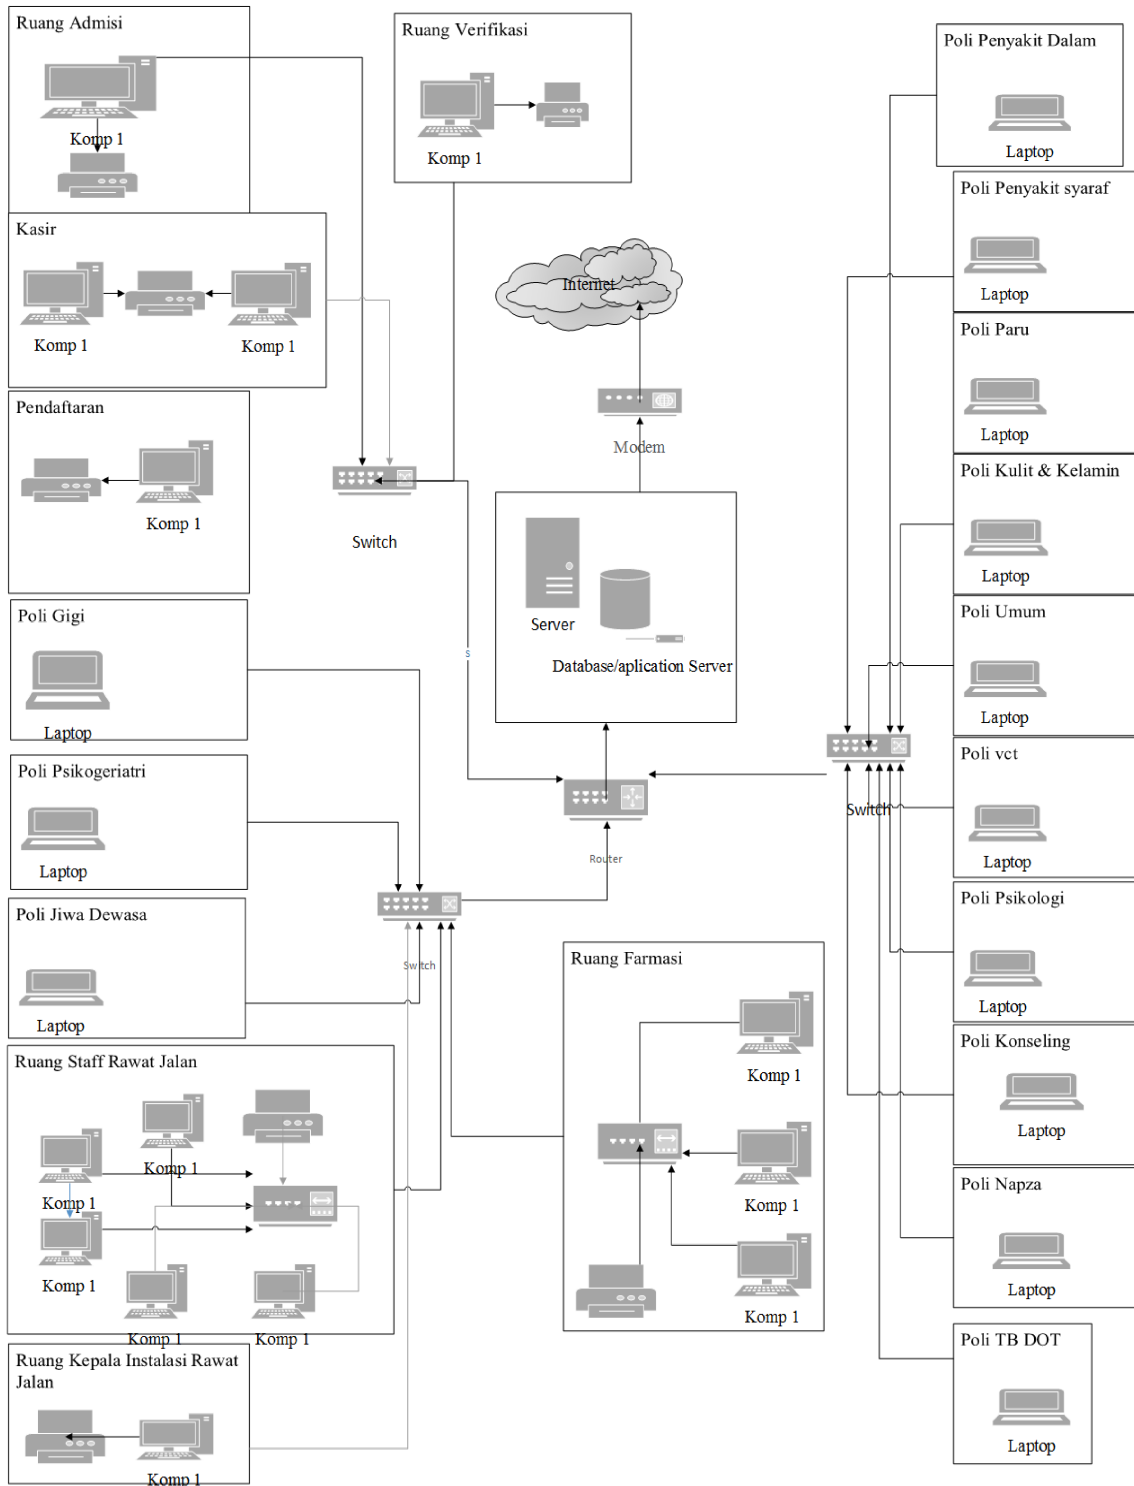 Ruang Admisi
Komp 1
Ruang Verifikasi
Komp 1
Poli Penyakit Dalam
Laptop
Kasir
Komp 1
Komp 1
Poli Penyakit syaraf
Laptop
Internet
Modem
Poli Paru
Laptop
Pendaftaran
Komp 1
Switch
Poli Kulit & Kelamin
Laptop
Server
Database/aplication Server
Poli Gigi
Laptop
S
Poli Umum
Laptop
Poli Psikogeriatri
Laptop
Router
Switch
Poli vct
Laptop
Poli Jiwa Dewasa
Laptop
Switch
Poli Psikologi
Laptop
Ruang Staff Rawat Jalan
Komp 1
Komp 1
Komp 1
Komp 1
Komp 1
Ruang Farmasi
Komp 1
Komp 1
Komp 1
Poli Konseling
Laptop
Poli Napza
Laptop
Ruang Kepala Instalasi Rawat
Jalan
Komp 1
Poli TB DOT
Laptop